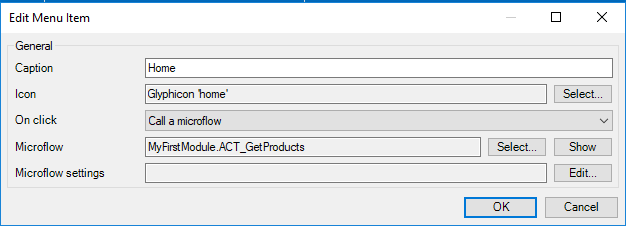 Edit Menu Item
General
Caption Home
Icon Glyphicon 'home' Select...
On click Call a microflow
Microflow MyFirstModule.ACT_GetProducts Select... Show
Microflow settings Edit...
OK Cancel